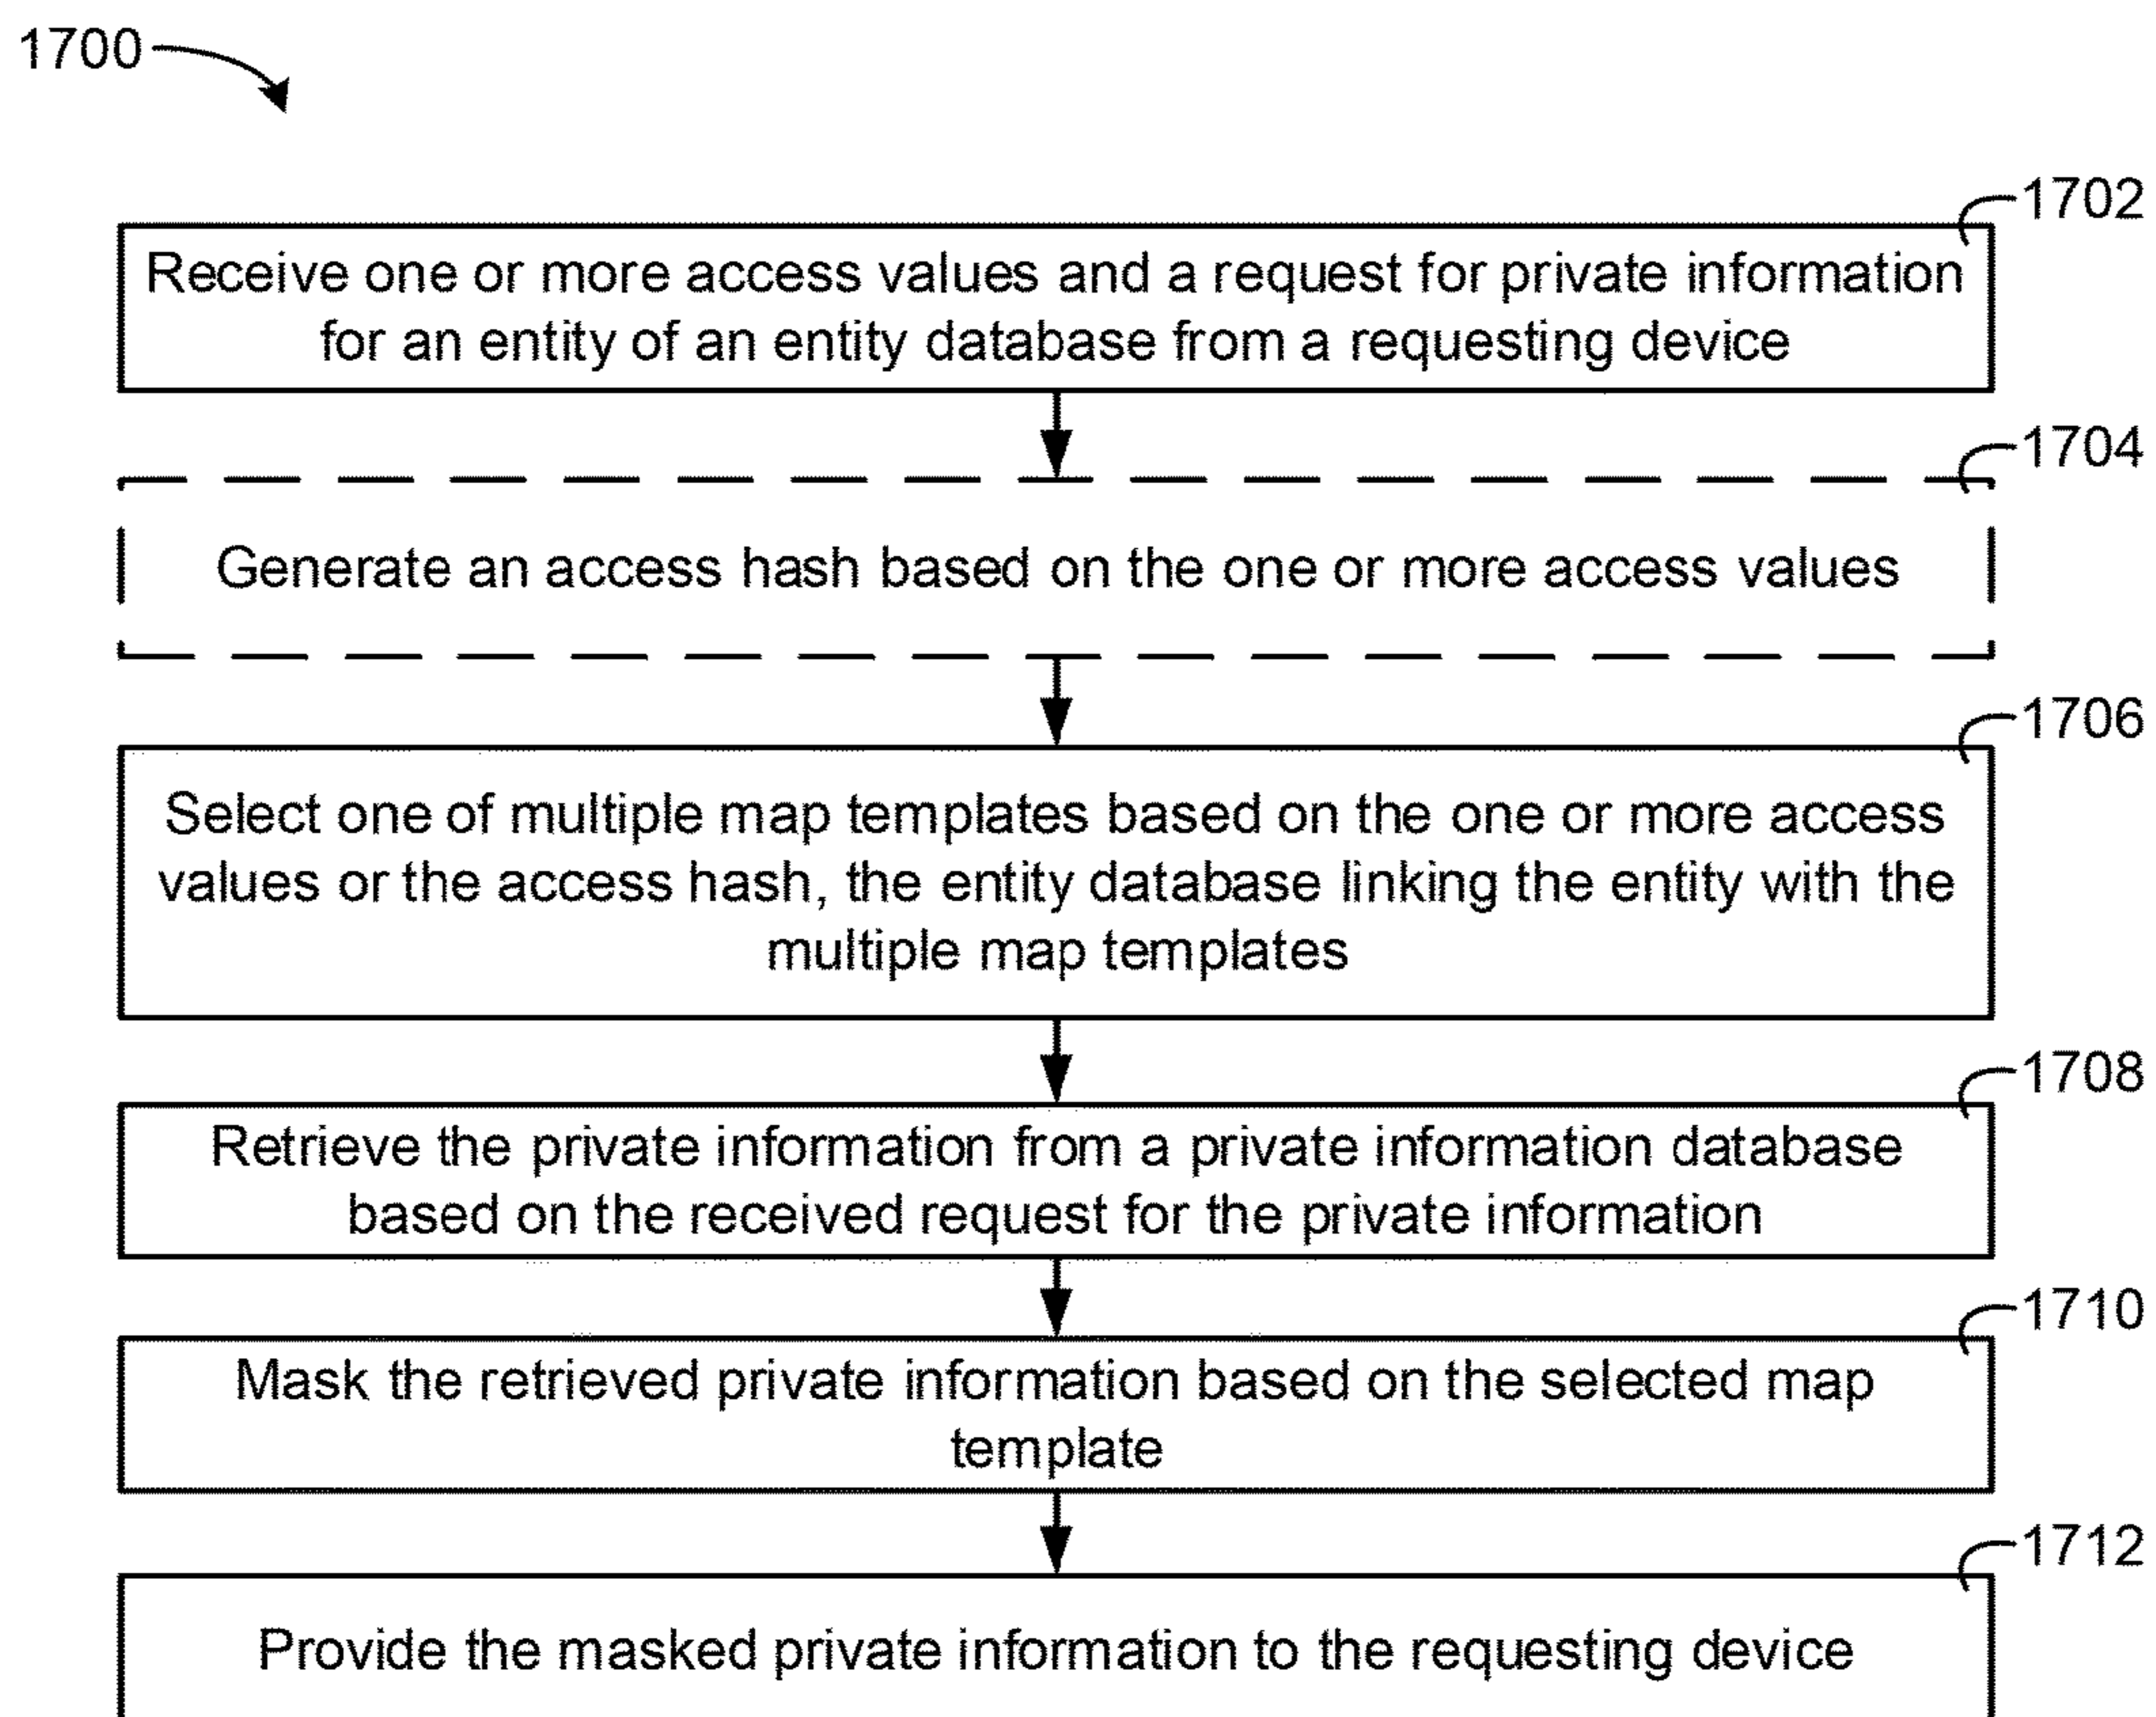 1700
1702
Receive one or more access values and a request for private information
for an entity of an entity database from a requesting device
1704
Generate an access hash based on the one or more access values
1706
Select one of multiple map templates based on the one or more access
values or the access hash, the entity database linking the entity with the
multiple map templates
1708
Retrieve the private information from a private information database
based on the received request for the private information
1710
Mask the retrieved private information based on the selected map
template
1712
Provide the masked private information to the requesting device